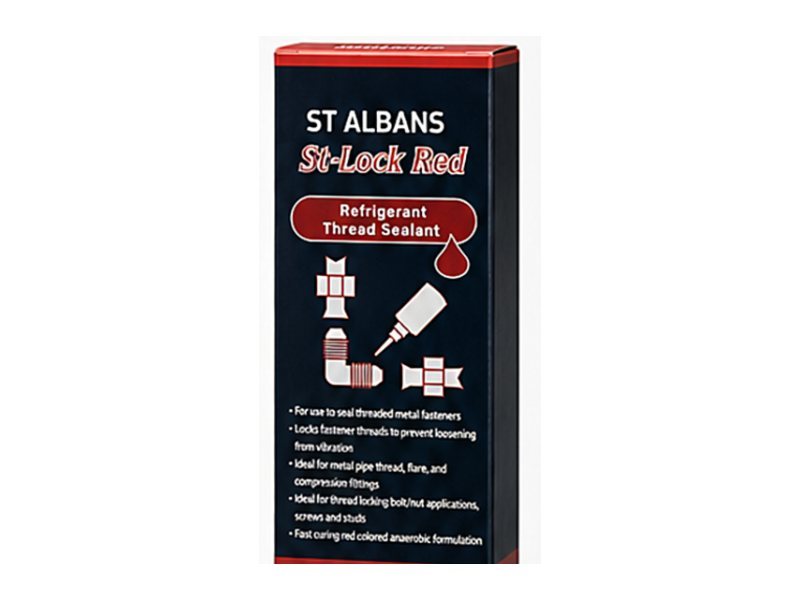 ST ALBANS
St-Lock Red
Refrigerant
Thread Sealant
• For use to seal threaded metal fasteners
• Locks fastener threads to prevent loosening
from vibration
• Ideal for metal pipe thread, flare, and
compression fittings
• Ideal for thread locking bolt/nut applications,
screws and studs
• Fast curing red colored anaerobic formulation